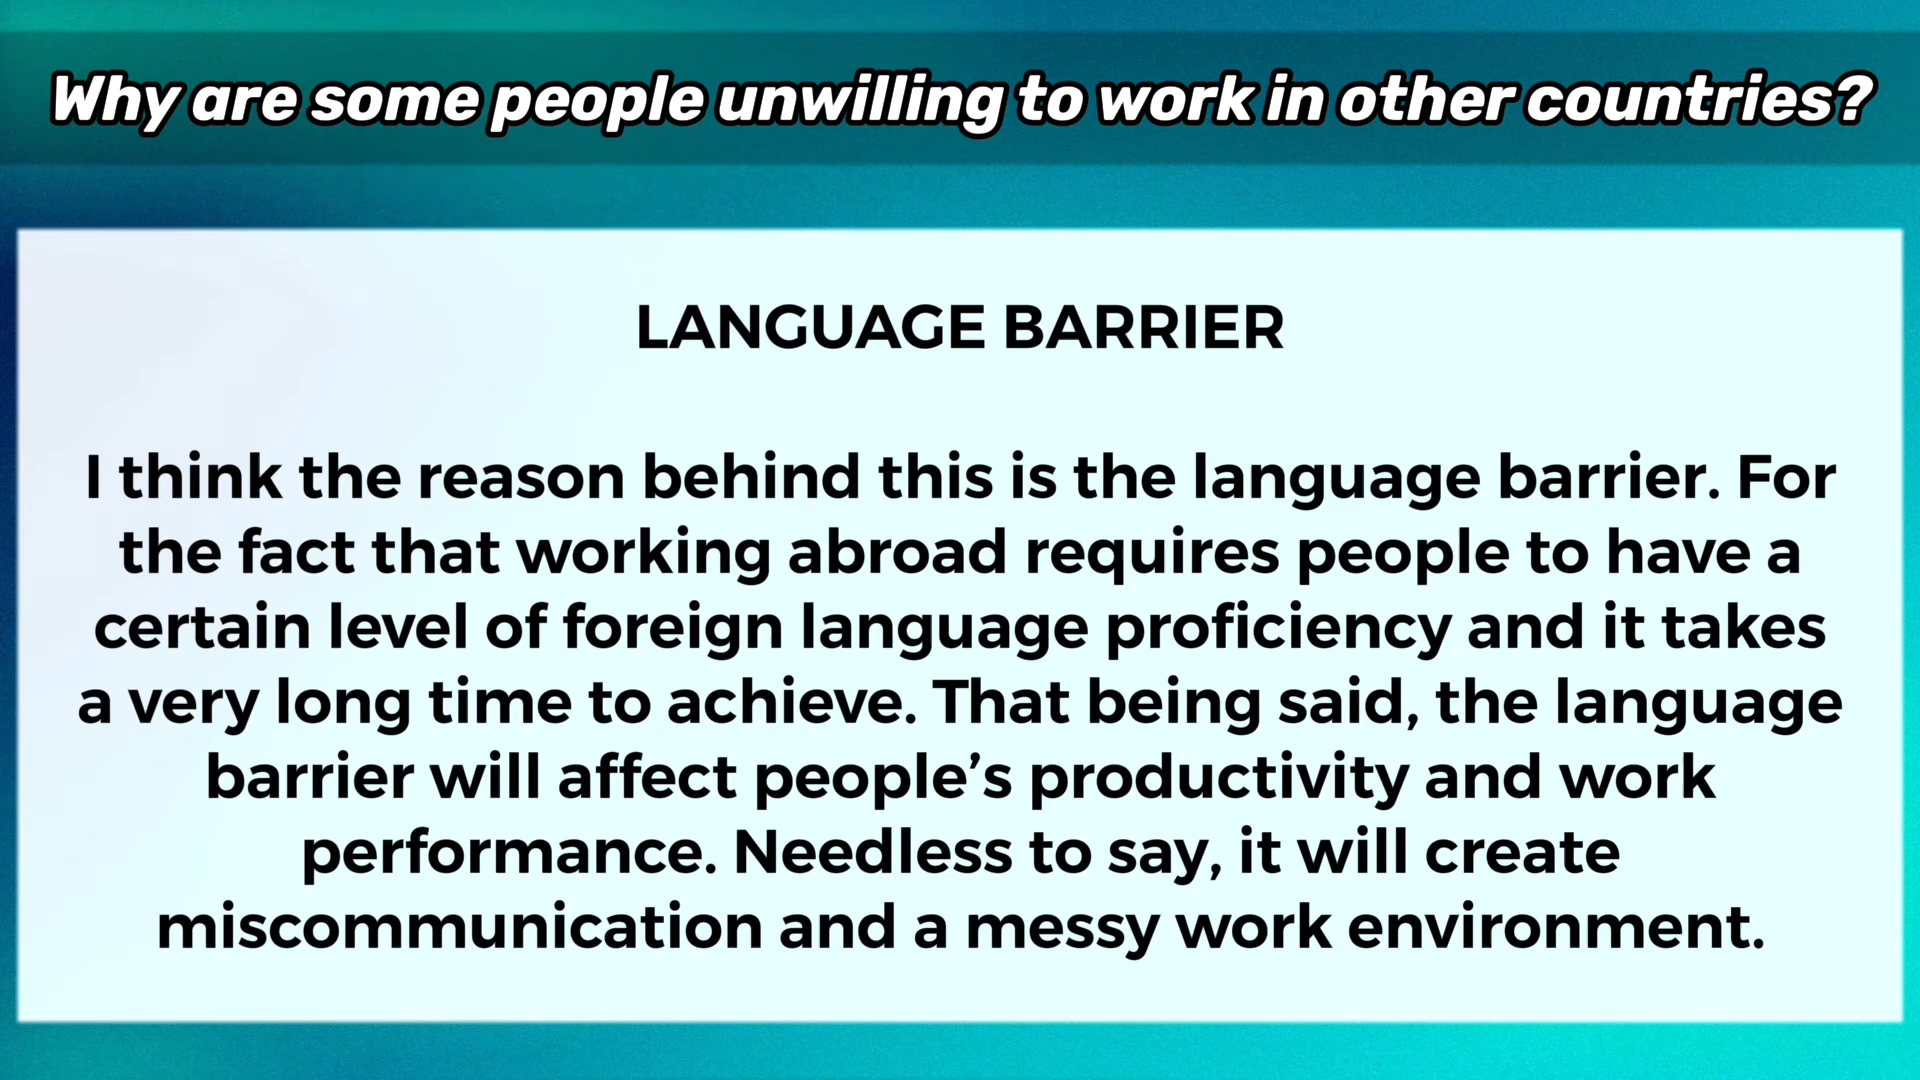 Why are some people unwilling to work in other countries?
LANGUAGE BARRIER
I think the reason behind this is the language barrier. For
the fact that working abroad requires people to have a
certain level of foreign language proficiency and it takes
a very long time to achieve. That being said, the language
barrier will affect people’s productivity and work
performance. Needless to say, it will create
miscommunication and a messy work environment.